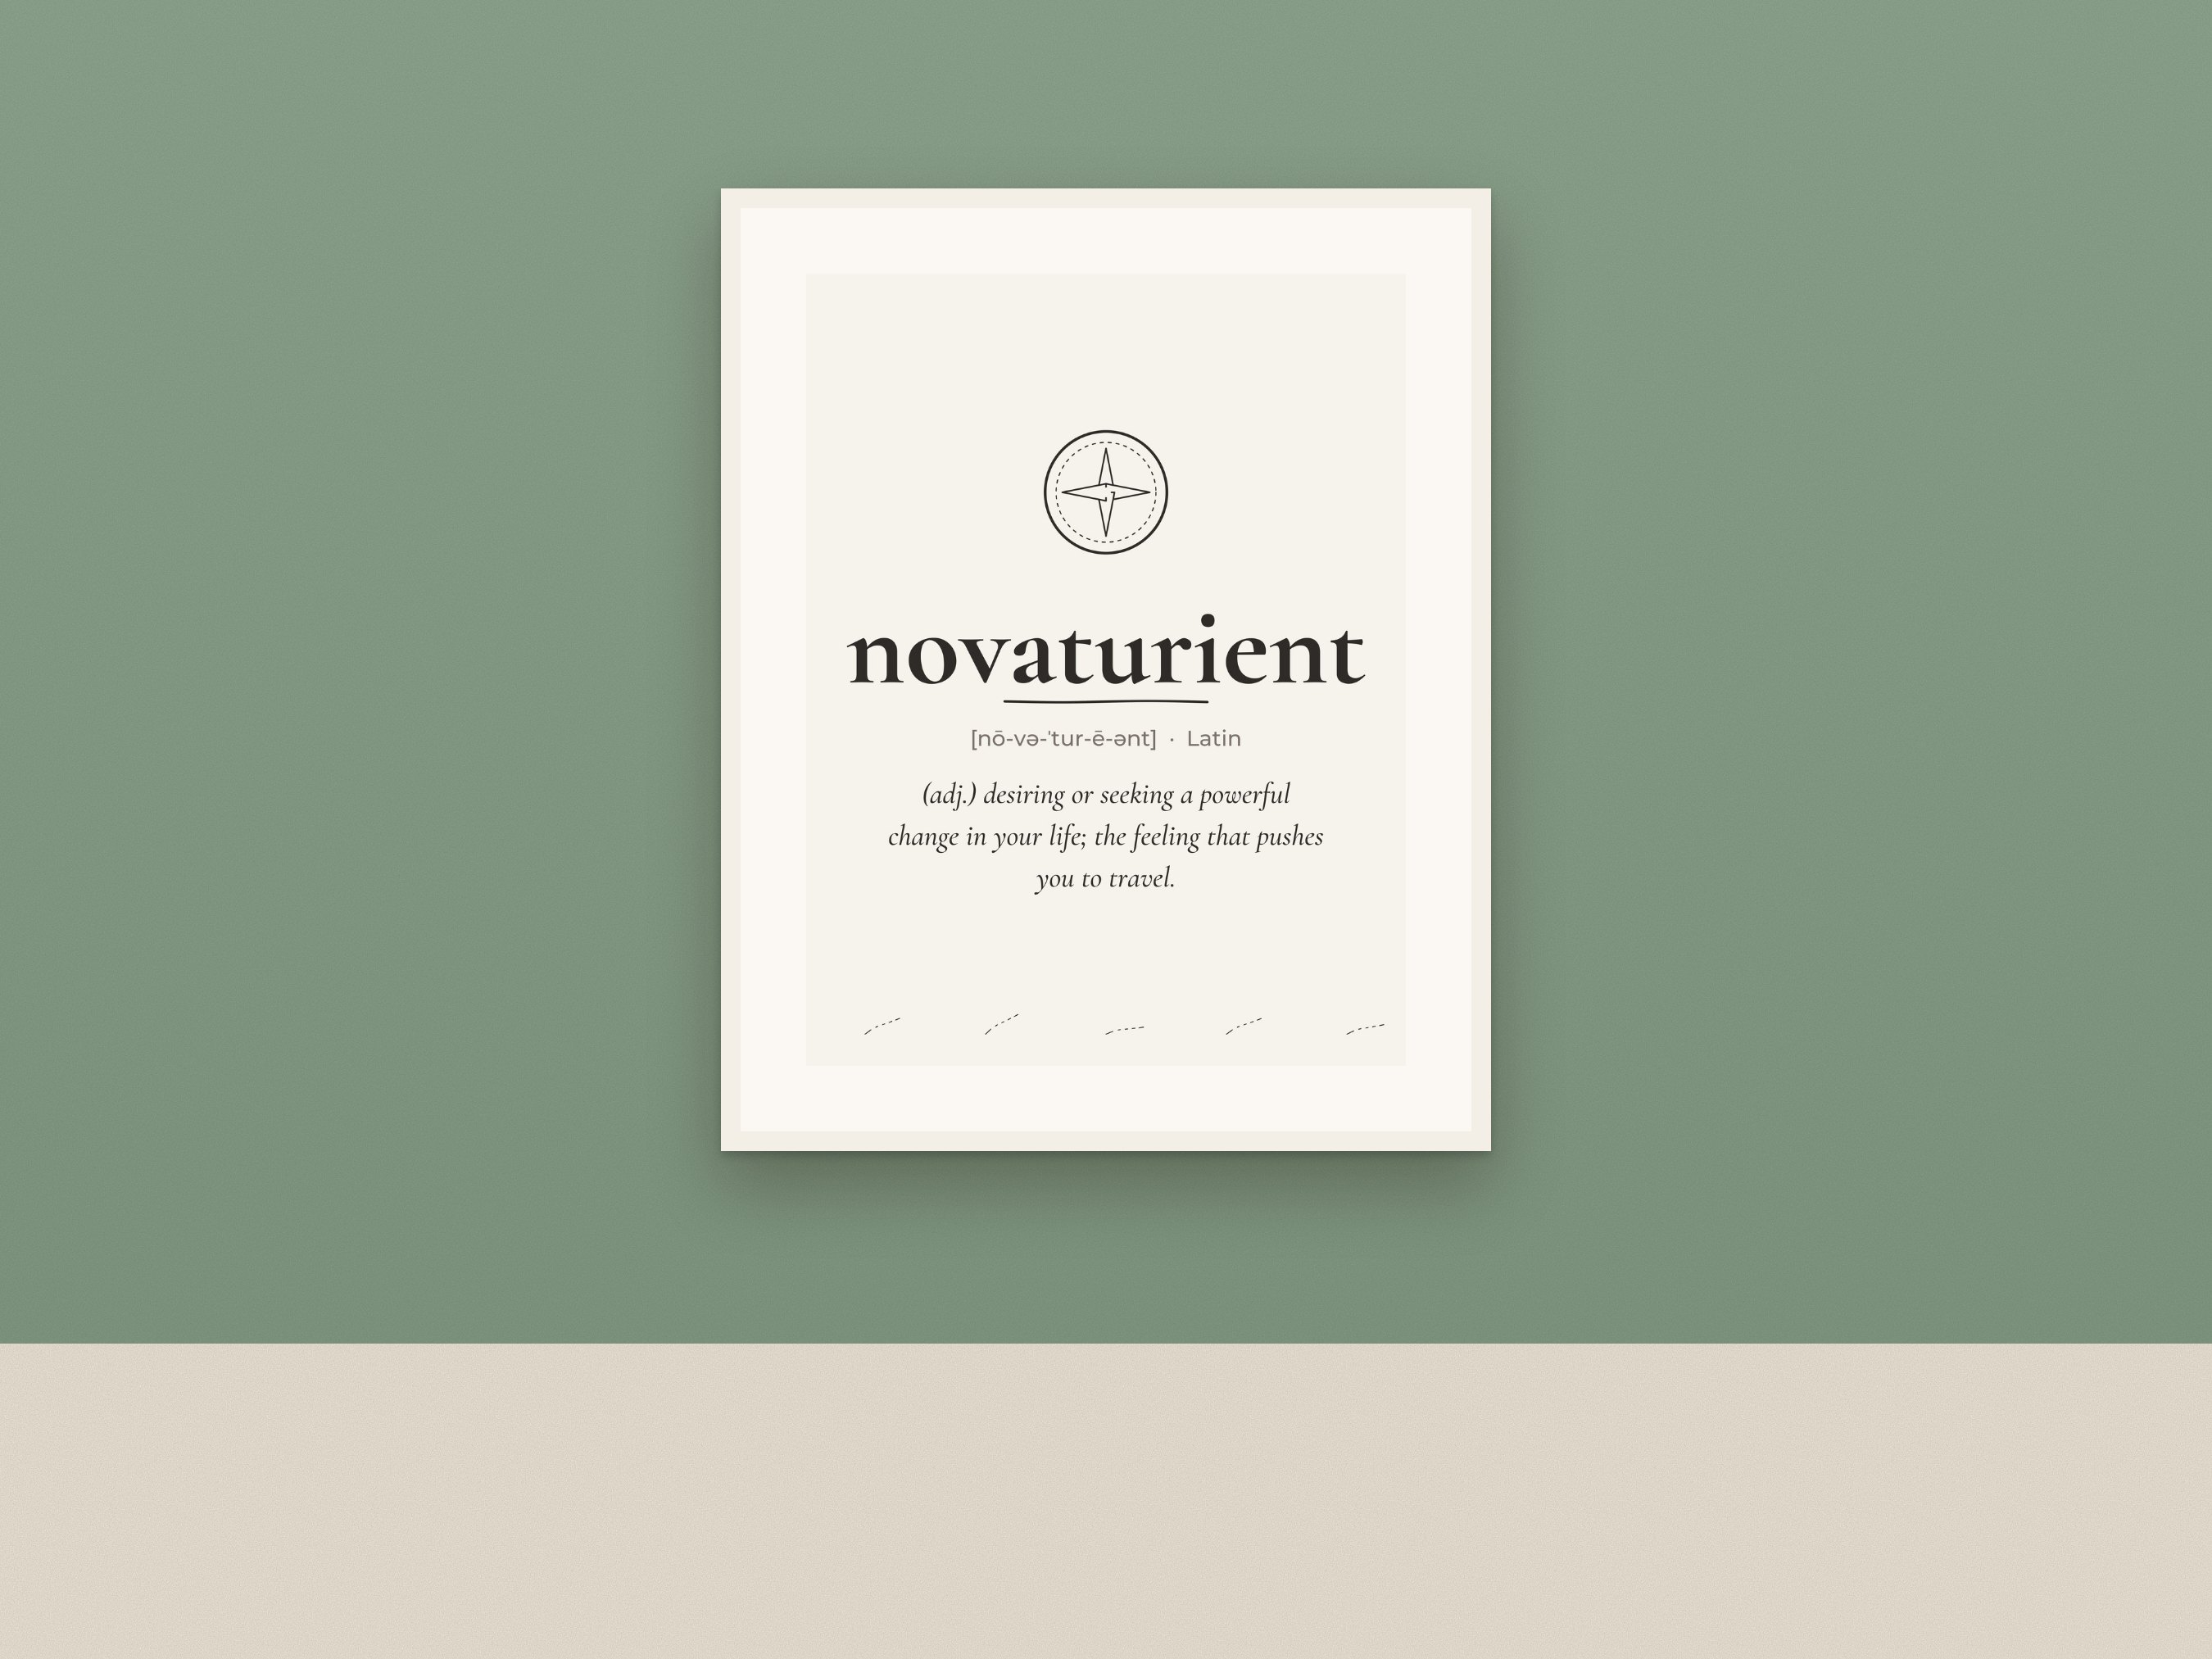 novaturient
[nō-və-ˈtur-ē-ənt] · Latin
(adj.) desiring or seeking a powerful
change in your life; the feeling that pushes
you to travel.